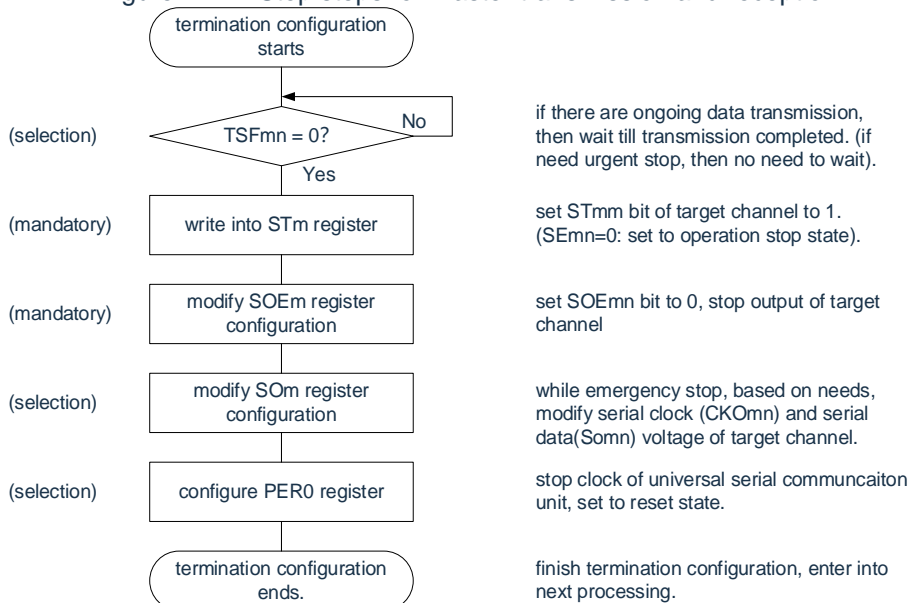 termination configuration
starts
(selection)
TSFmn = 0?
No
Yes
if there are ongoing data transmission,
then wait till transmission completed. (if
need urgent stop, then no need to wait).
(mandatory)
write into STm register
set STmm bit of target channel to 1.
(SEmn=0: set to operation stop state).
(mandatory)
modify SOEm register
configuration
set SOEmn bit to 0, stop output of target
channel
(selection)
modify SOm register
configuration
while emergency stop, based on needs,
modify serial clock (CKOmn) and serial
data(Somn) voltage of target channel.
(selection)
configure PER0 register
stop clock of universal serial communcaiton
unit, set to reset state.
termination configuration
ends.
finish termination configuration, enter into
next processing.